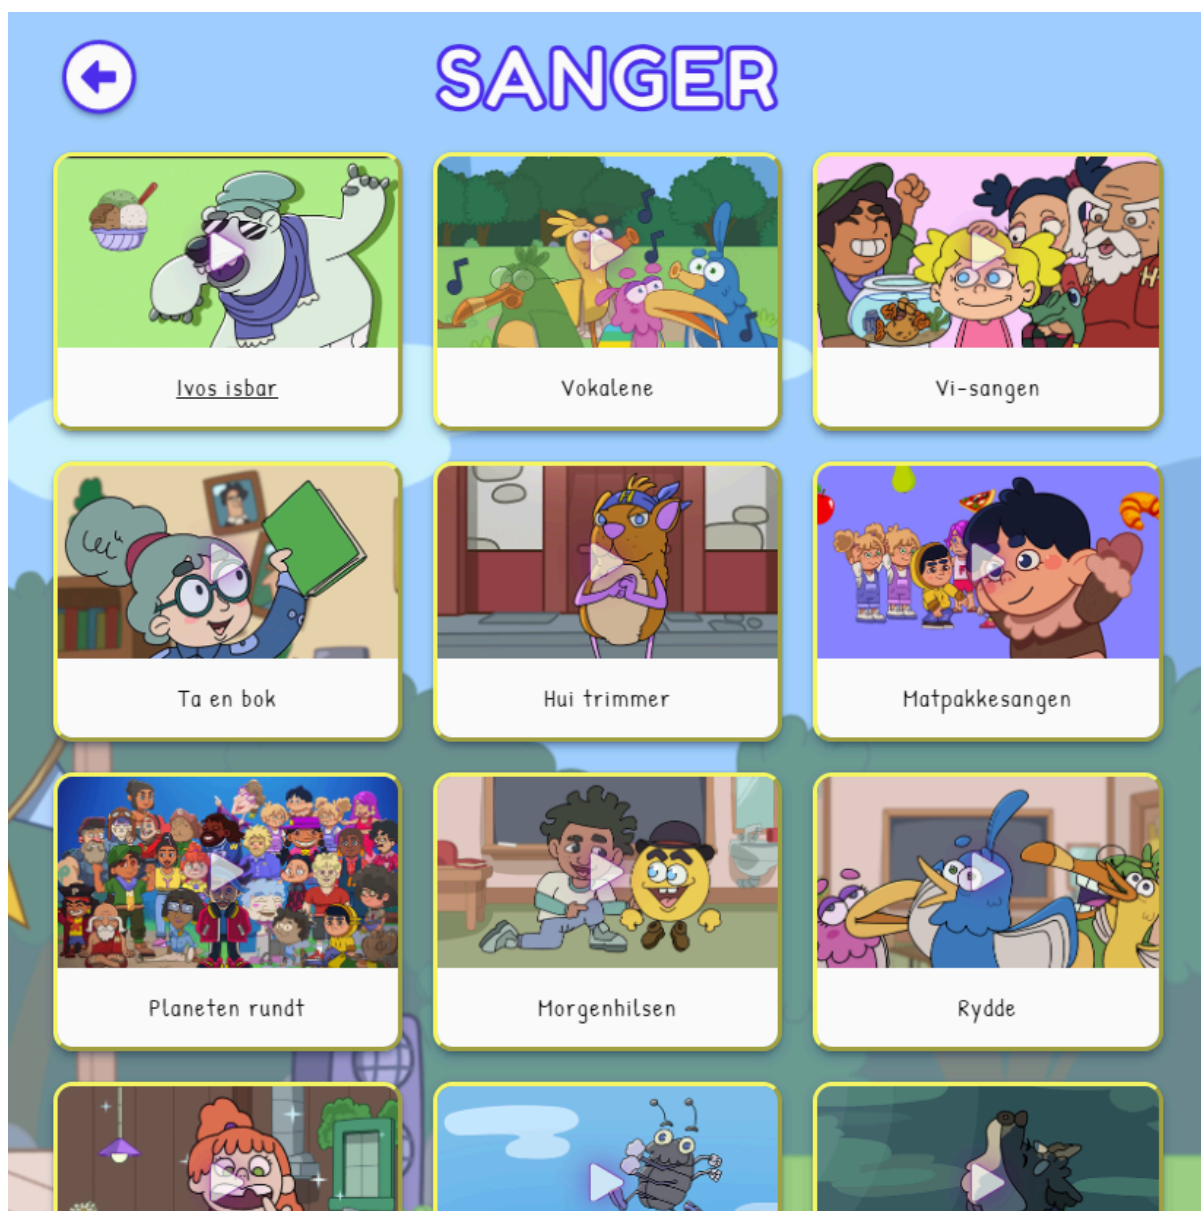 SANGER
Ivos isbar
Vokalene
Vi-sangen
Ta en bok
Hui trimmer
Matpakkesangen
Planeten rundt
Morgenhilsen
Rydde